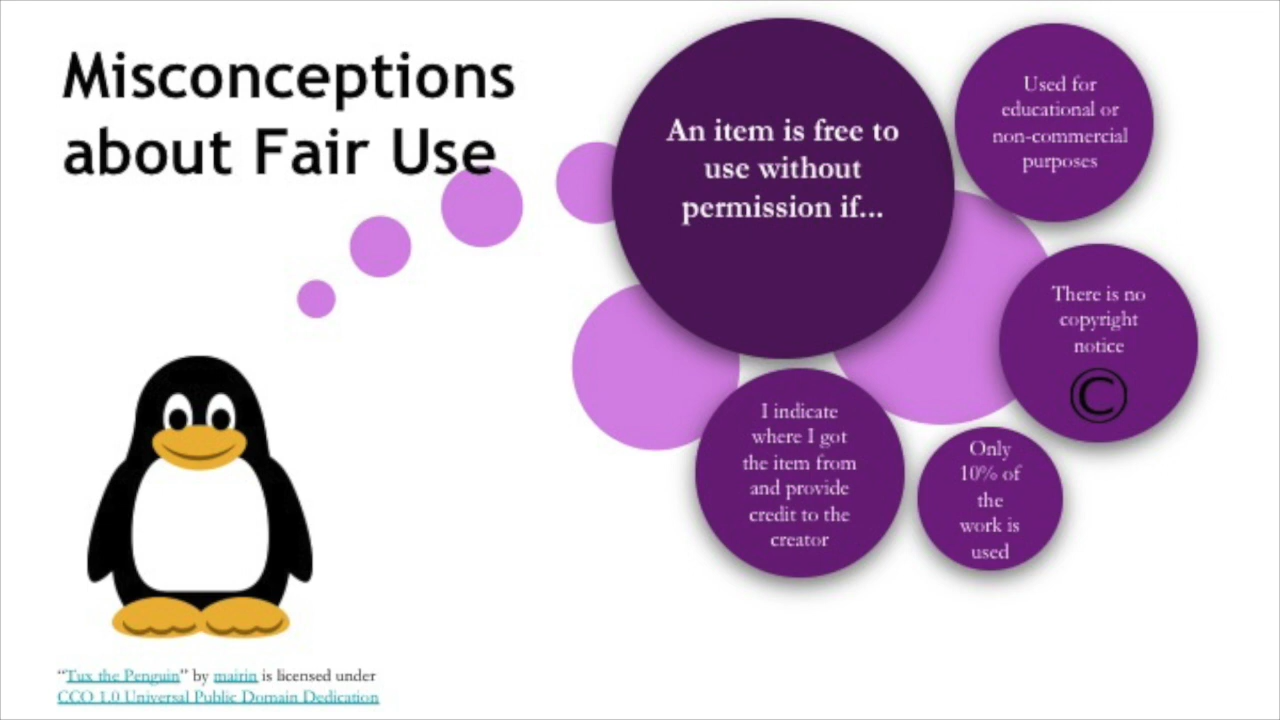 Misconceptions
about Fair Use
An item is free to
use without
permission if...
Used for
educational or
non-commercial
purposes
There is no
copyright
notice
©
Only
10% of
the
work is
used
I indicate
where I got
the item from
and provide
credit to the
creator
“Tux the Penguin” by mairin is licensed under
CCO 1.0 Universal Public Domain Dedication